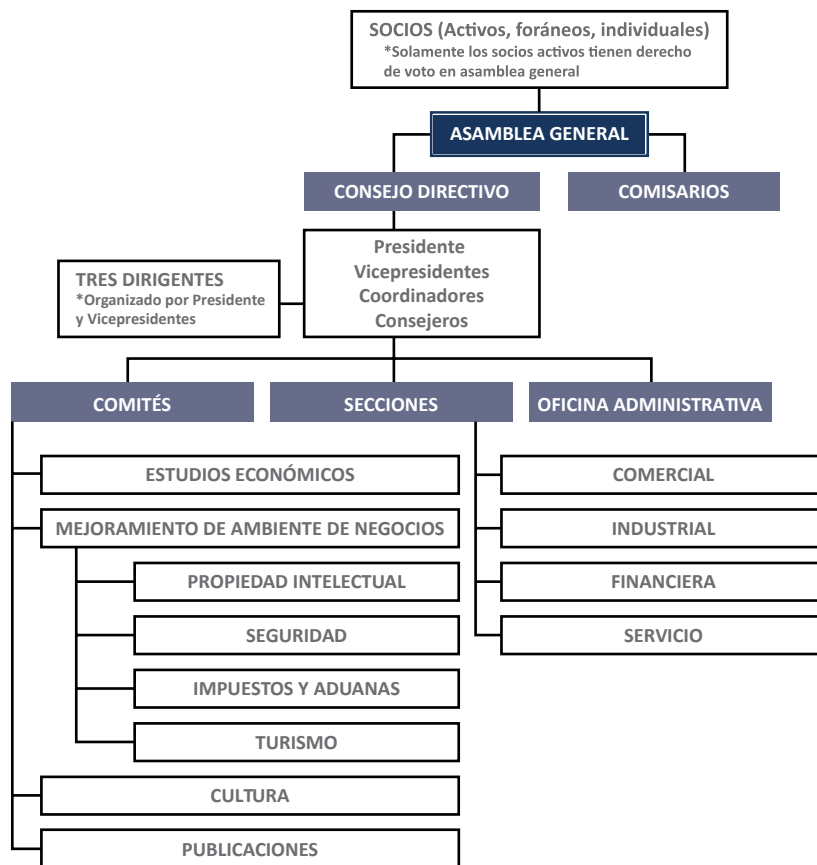 SOCIOS (Activos, foráneos, individuales)
*Solamente los socios activos tienen derecho
de voto en asamblea general
ASAMBLEA GENERAL
CONSEJO DIRECTIVO
COMISARIOS
Presidente
Vicepresidentes
Coordinadores
Consejeros
TRES DIRIGENTES
*Organizado por Presidente
y Vicepresidentes
COMITÉS
SECCIONES
OFICINA ADMINISTRATIVA
ESTUDIOS ECONÓMICOS
MEJORAMIENTO DE AMBIENTE DE NEGOCIOS
PROPIEDAD INTELECTUAL
SEGURIDAD
IMPUESTOS Y ADUANAS
TURISMO
CULTURA
PUBLICACIONES
COMERCIAL
INDUSTRIAL
FINANCIERA
SERVICIO